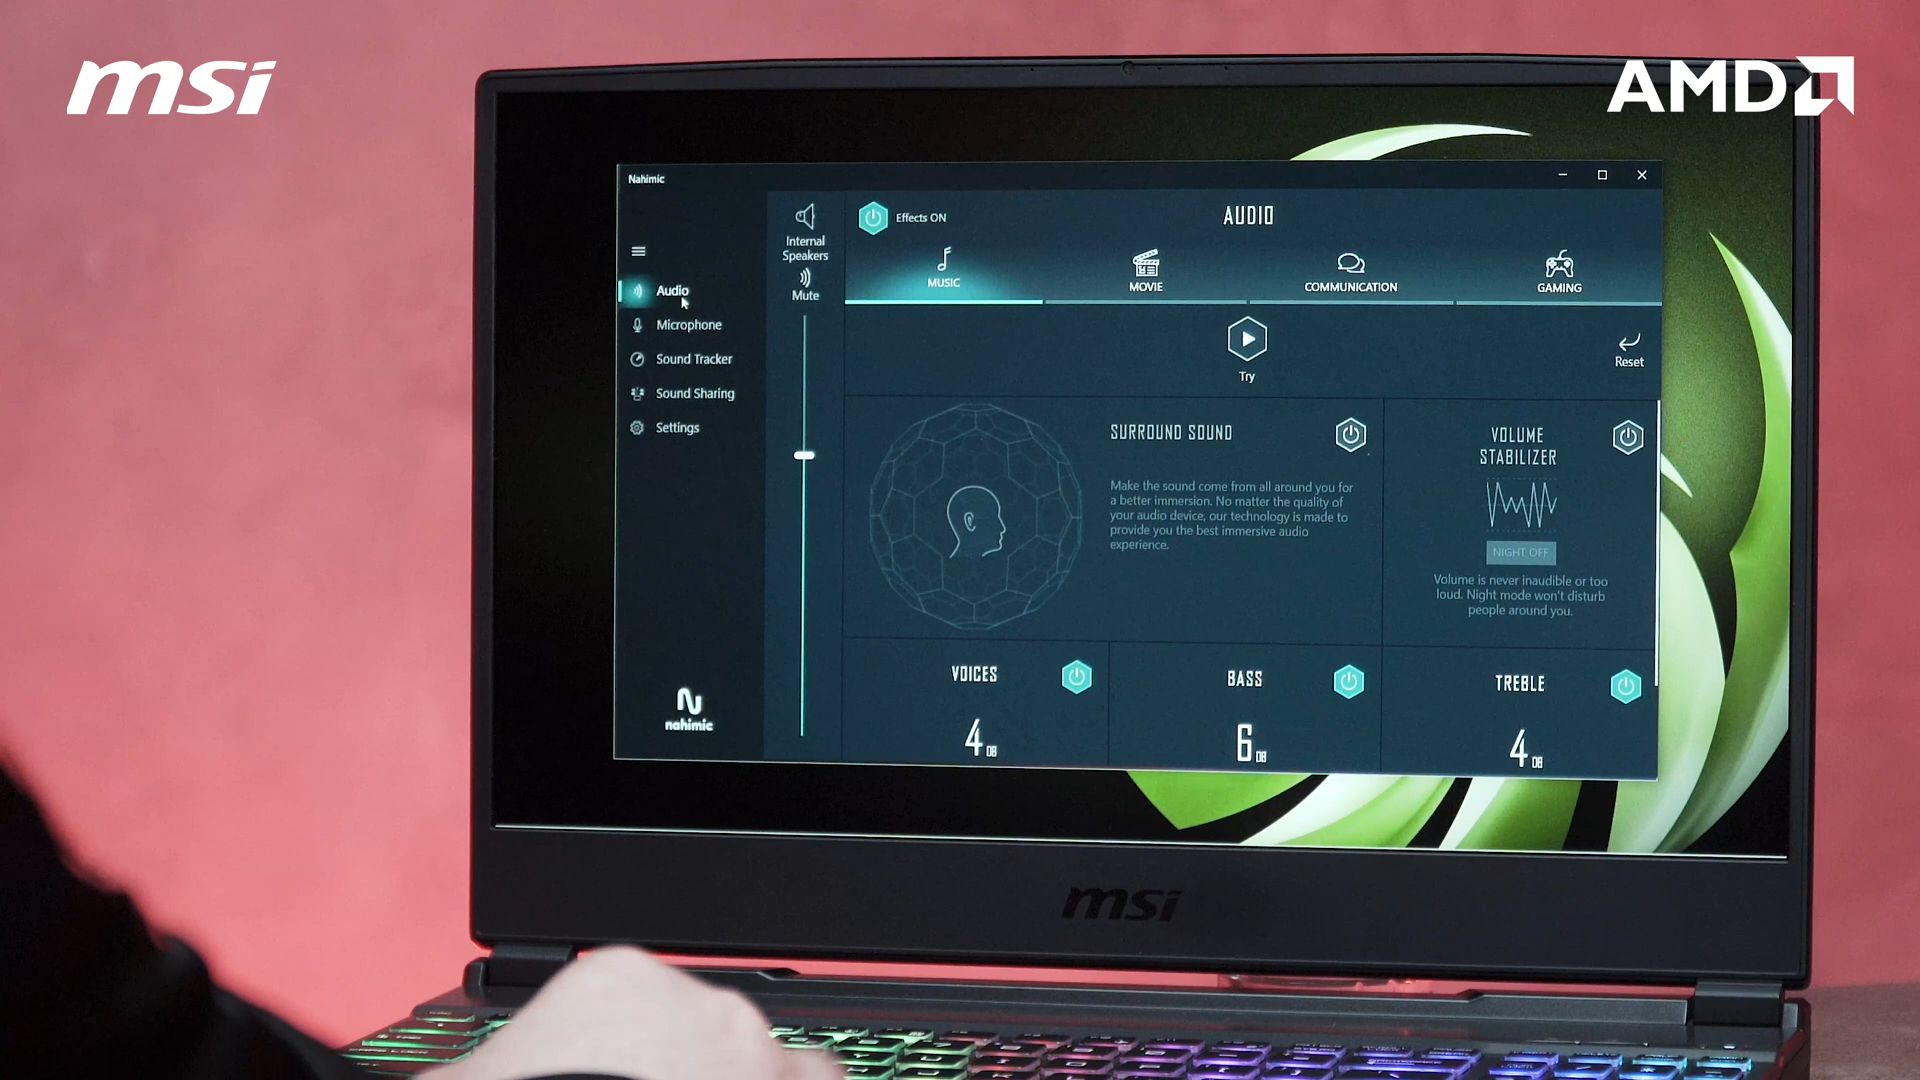 msi
AMD
Nahimic
Internal
Speakers
Mute
Audio
Microphone
Sound Tracker
Sound Sharing
Settings
nahimic
Effects ON
AUDIO
MUSIC
MOVIE
COMMUNICATION
GAMING
Try
Reset
SURROUND SOUND
Make the sound come from all around you for
a better immersion. No matter the quality of
your audio device, our technology is made to
provide you the best immersive audio
experience.
VOLUME
STABILIZER
NIGHT OFF
Volume is never inaudible or too
loud. Night mode won't disturb
people around you.
VOICES
4 DB
BASS
6 DB
TREBLE
4 DB
msi